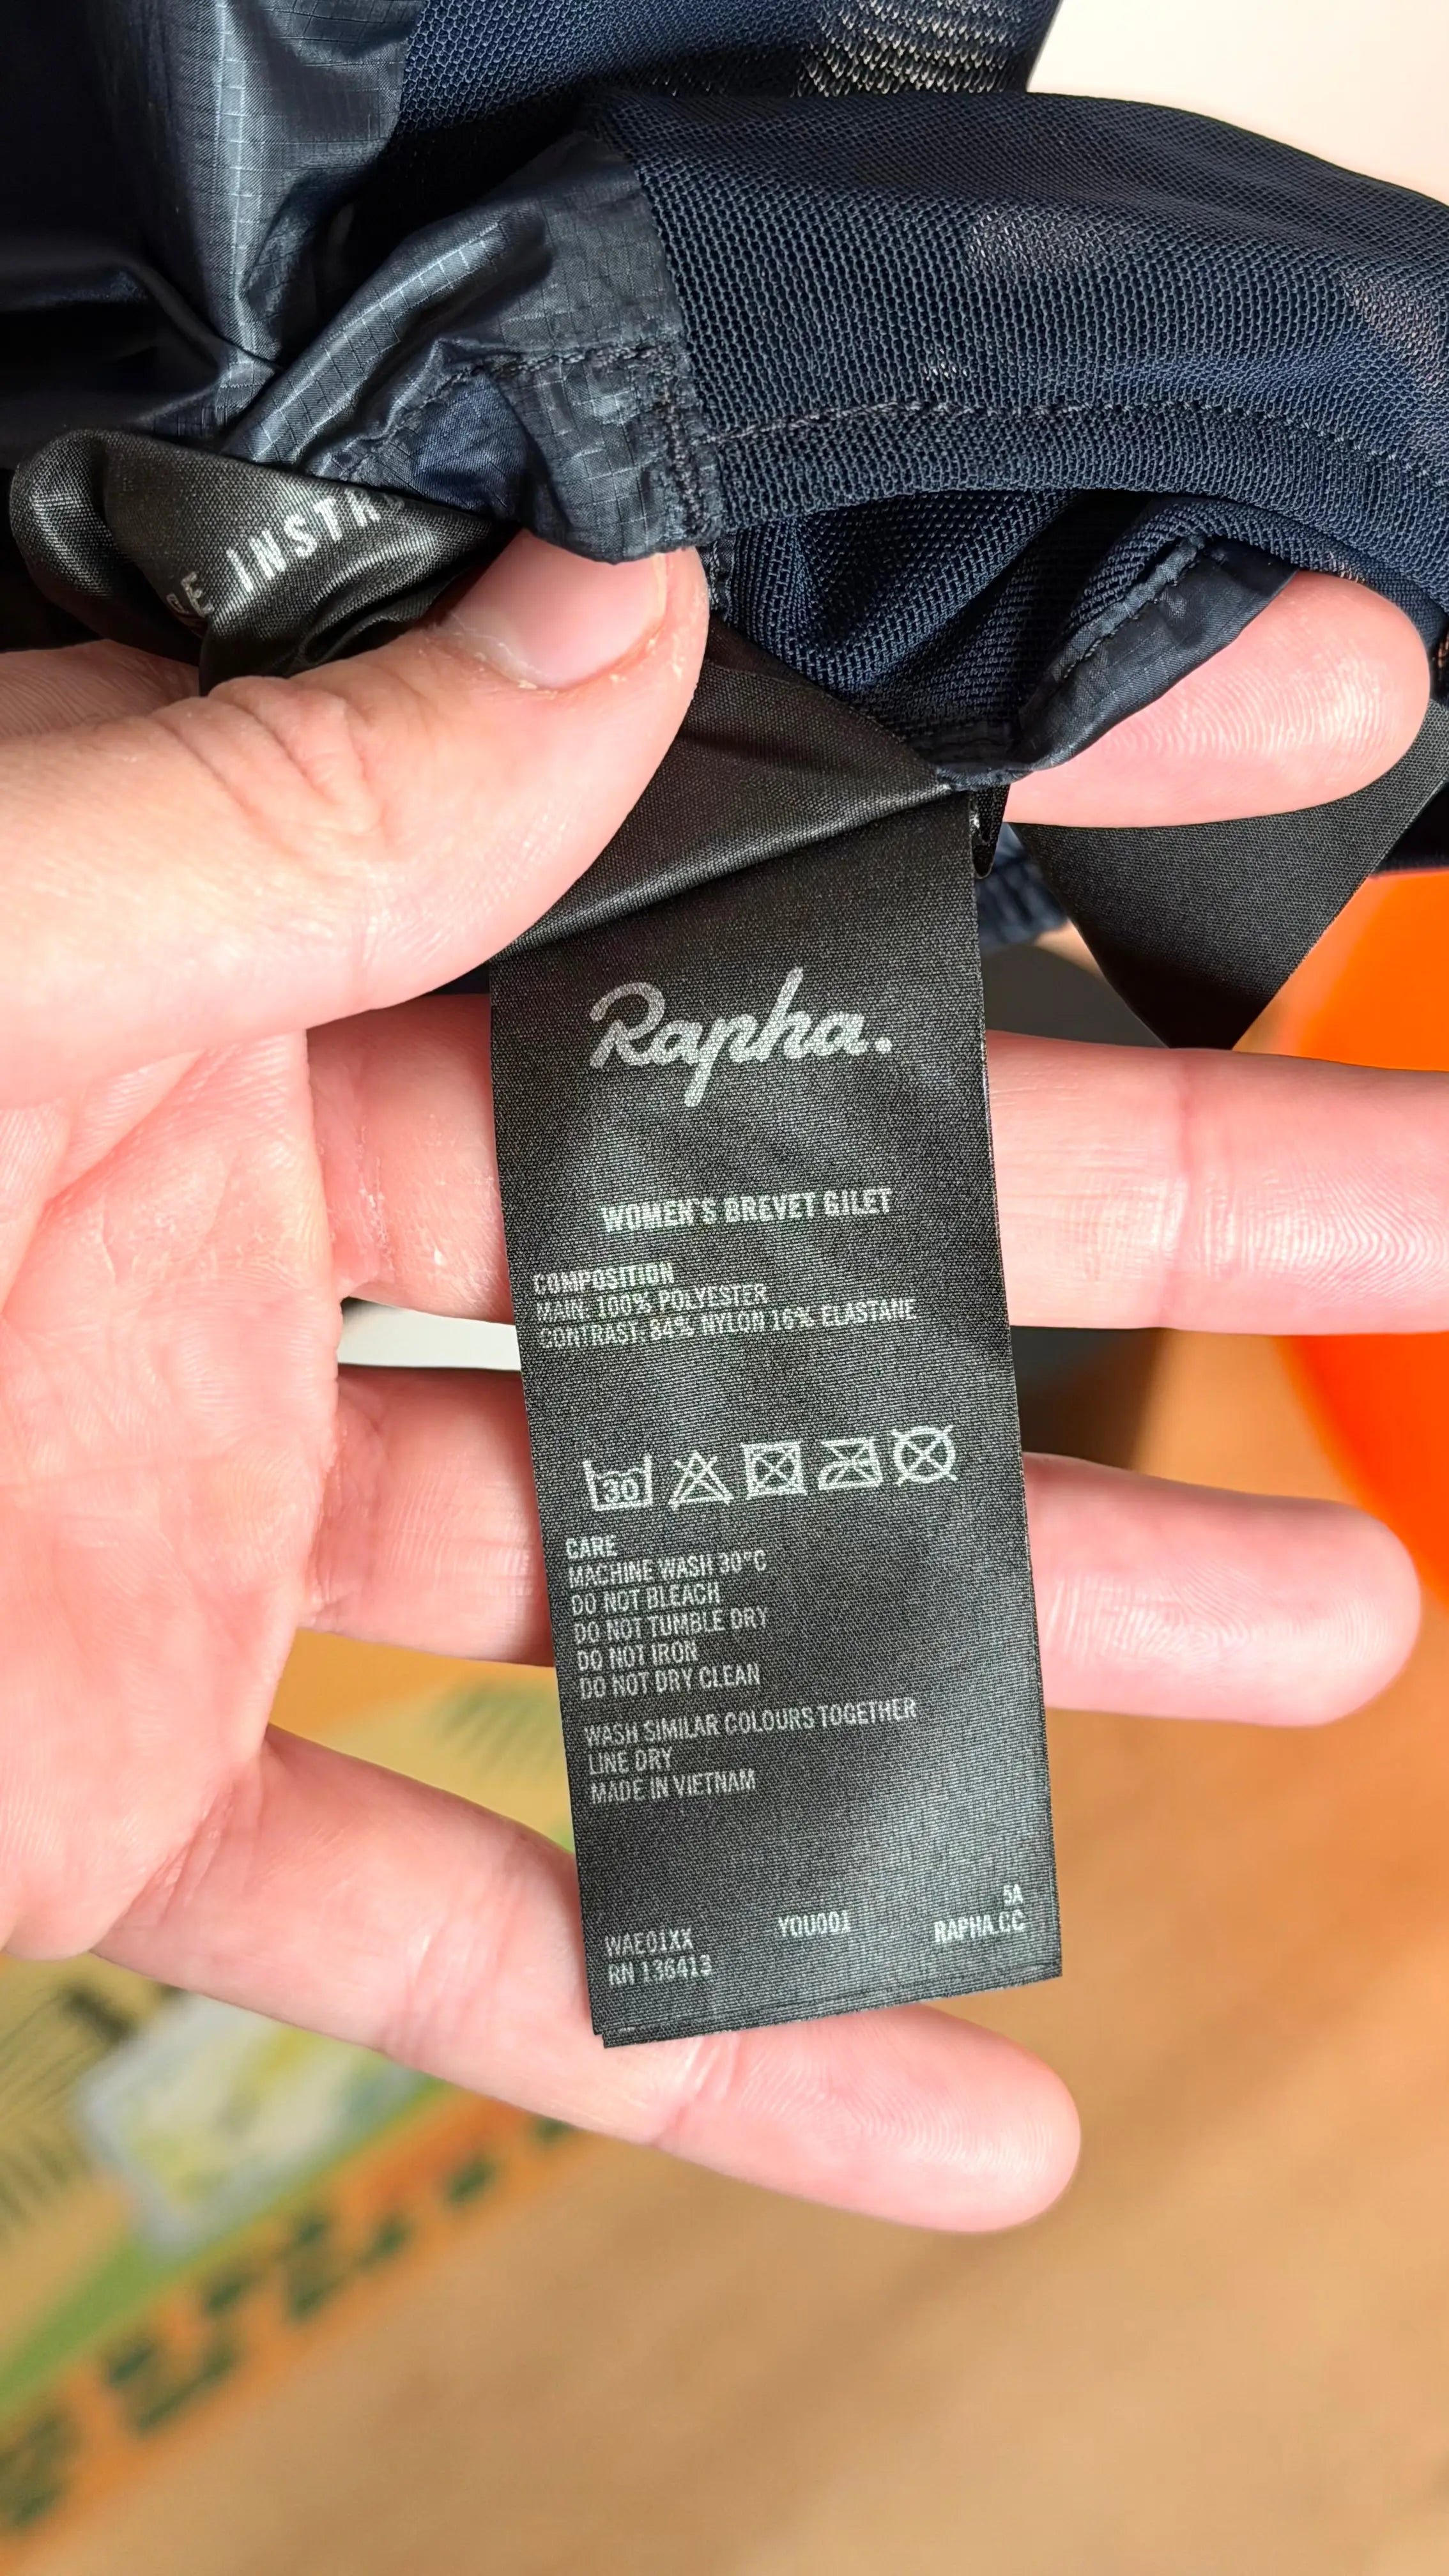 INSTR
Rapha.
WOMEN'S BREVET GILET
COMPOSITION
MAIN: 100% POLYESTER
CONTRAST: 84% NYLON 16% ELASTANE
30
CARE
MACHINE WASH 30°C
DO NOT BLEACH
DO NOT TUMBLE DRY
DO NOT IRON
DO NOT DRY CLEAN
WASH SIMILAR COLOURS TOGETHER
LINE DRY
MADE IN VIETNAM
5A
WAE01XX YOU001 RAPHA.CC
RN 136413